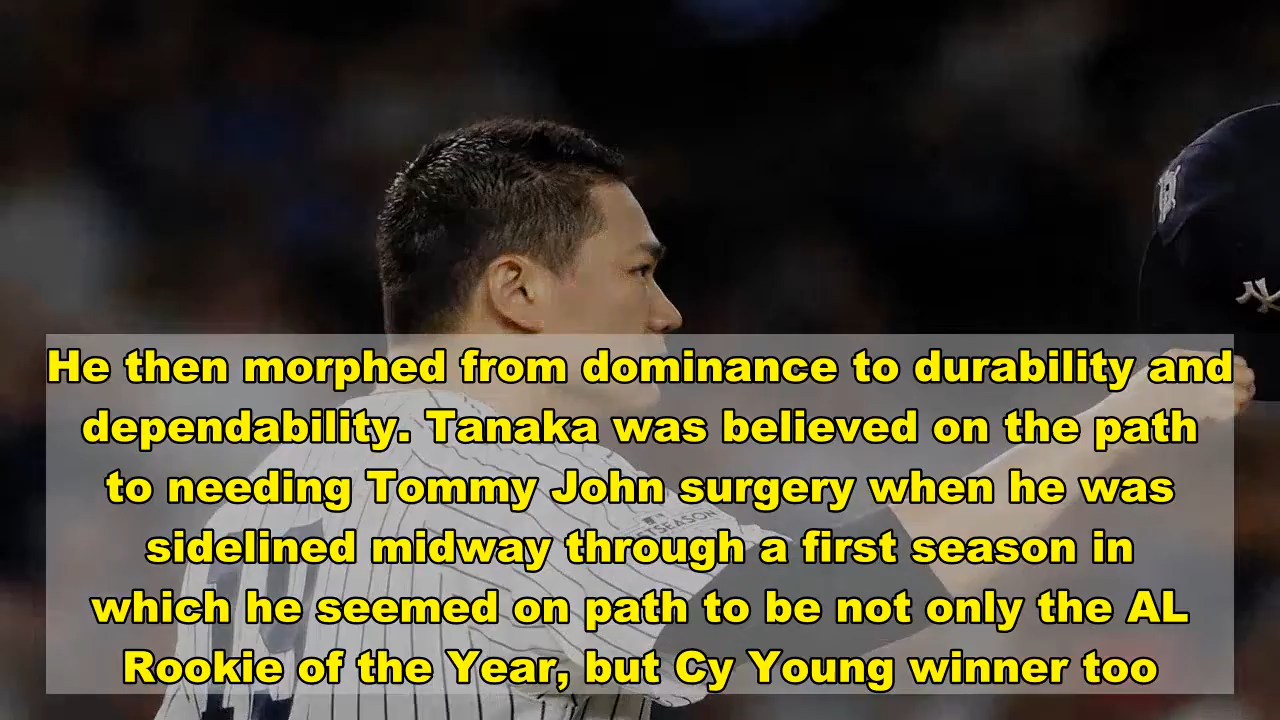 He then morphed from dominance to durability and
dependability. Tanaka was believed on the path
to needing Tommy John surgery when he was
sidelined midway through a first season in
which he seemed on path to be not only the AL
Rookie of the Year, but Cy Young winner too
SEASON